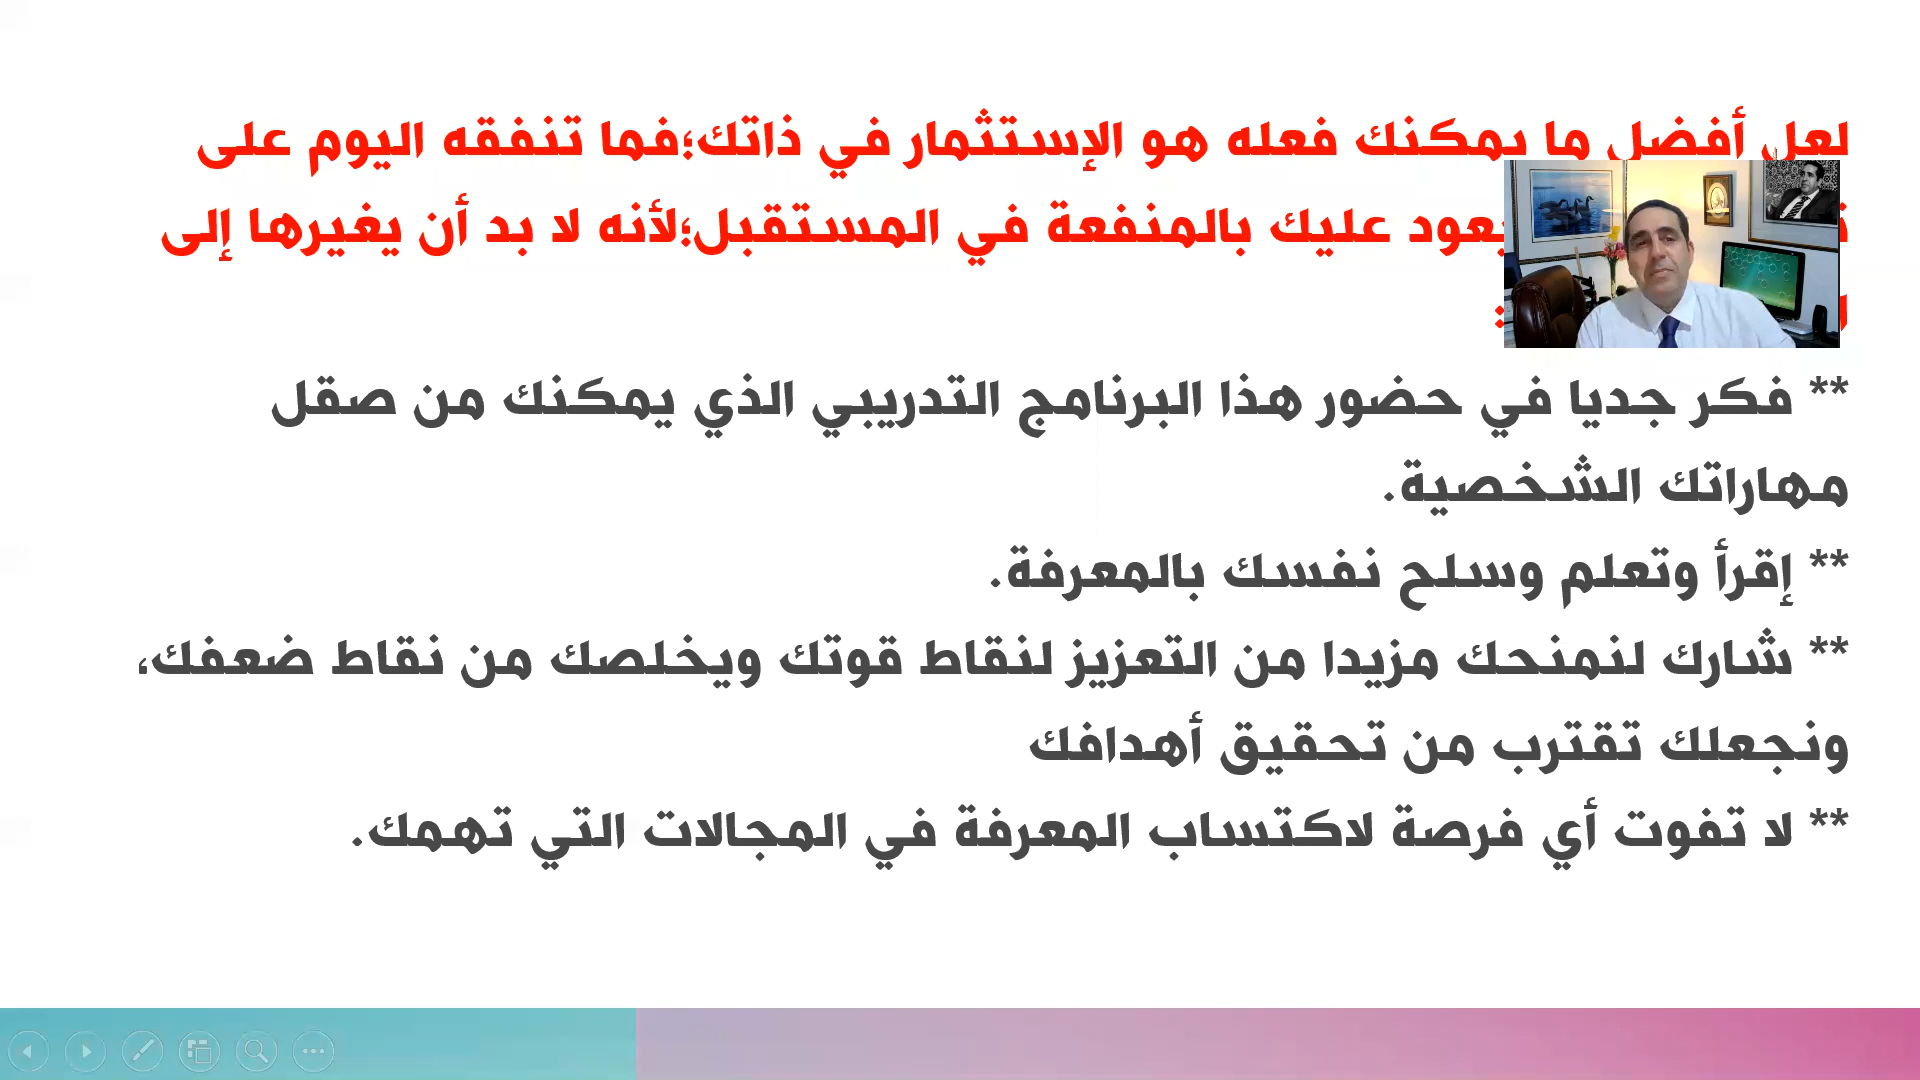 لعل أفضل ما يمكنك فعله هو الإستثمار في ذاتك؛فما تنفقه اليوم على
عليك بالمنفعة في المستقبل؛لأنه لا بد أن يغيرها إلى
:
** فكر جديا في حضور هذا البرنامج التدريبي الذي يمكنك من صقل
مهاراتك الشخصية.
** إقرأ وتعلم وسلح نفسك بالمعرفة.
** شارك لنمنحك مزيدا من التعزيز لنقاط قوتك ويخلصك من نقاط ضعفك،
ونجعلك تقترب من تحقيق أهدافك
** لا تفوت أي فرصة لاكتساب المعرفة في المجالات التي تهمك.